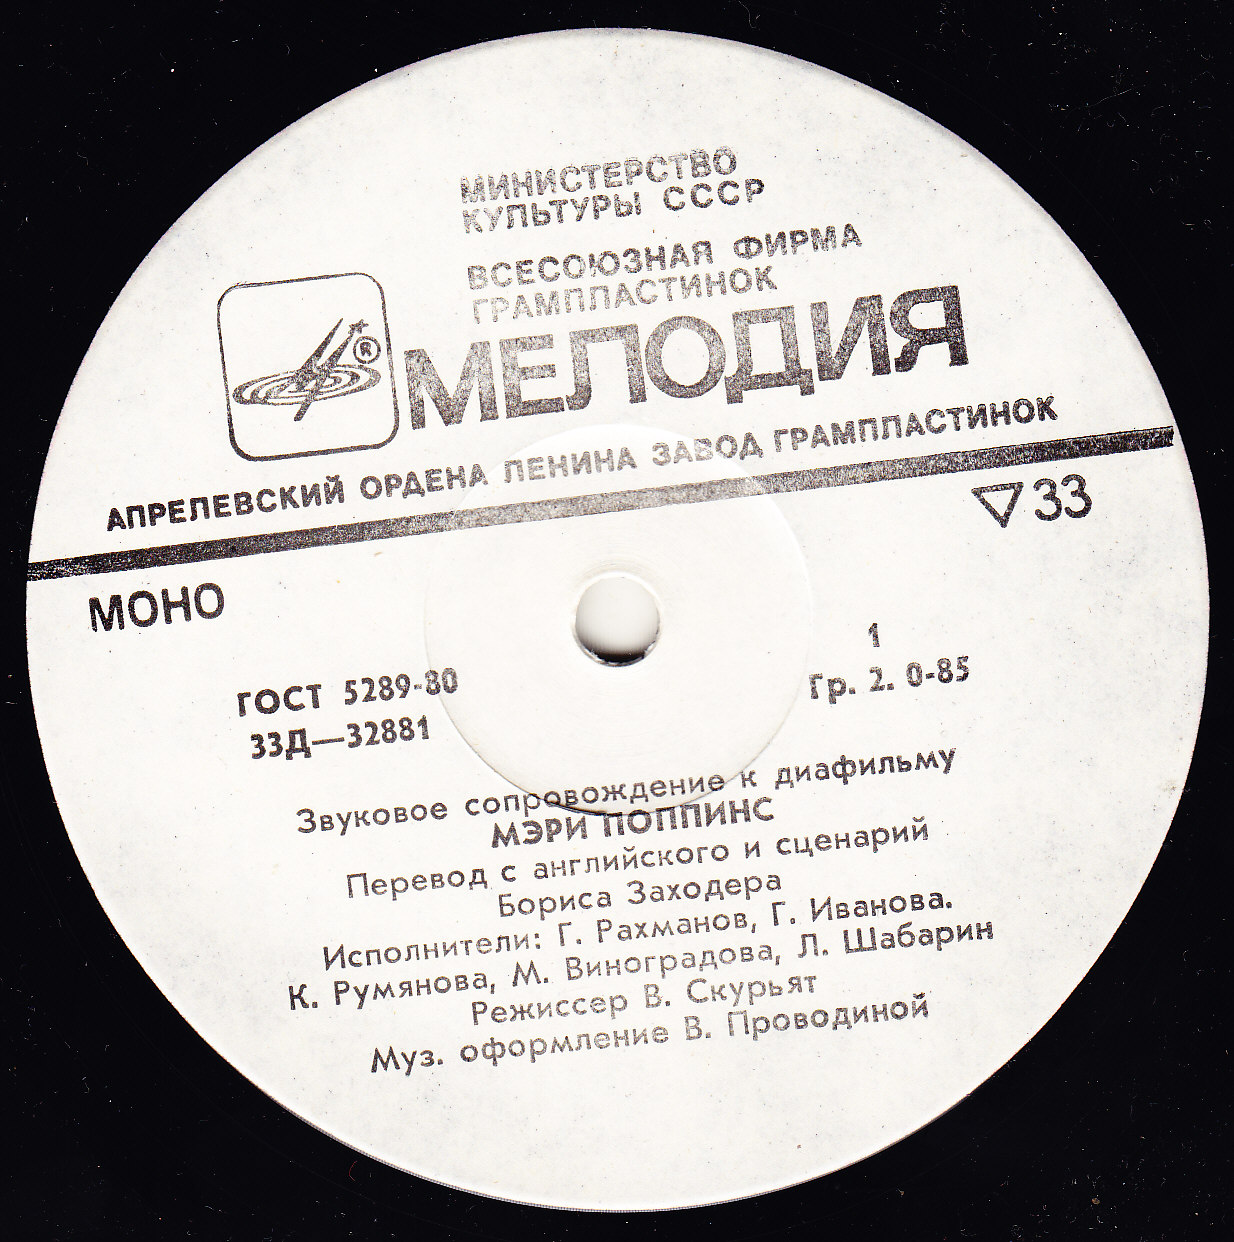 МИНИСТЕРСТВО
КУЛЬТУРЫ СССР
ВСЕСОЮЗНАЯ ФИРМА
ГРАМПЛАСТИНОК
МЕЛОДИЯ
®
АПРЕЛЕВСКИЙ ОРДЕНА ЛЕНИНА ЗАВОД ГРАМПЛАСТИНОК
33
МОНО
1
ГОСТ 5289-80
Гр. 2. 0-85
33Д—32881
Звуковое сопровождение к диафильму
МЭРИ ПОППИНС
Перевод с английского и сценарий
Бориса Заходера
Исполнители: Г. Рахманов, Г. Иванова.
К. Румянова, М. Виноградова, Л. Шабарин
Режиссер В. Скурьят
Муз. оформление В. Проводиной